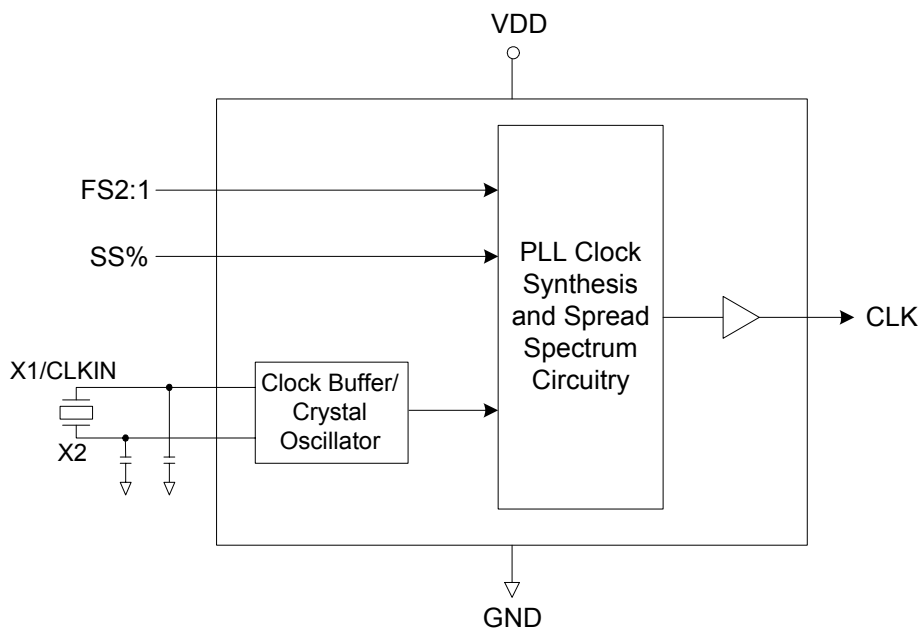 VDD
FS2:1
SS%
PLL Clock
Synthesis
and Spread
Spectrum
Circuitry
CLK
X1/CLKIN
X2
Clock Buffer/
Crystal
Oscillator
GND